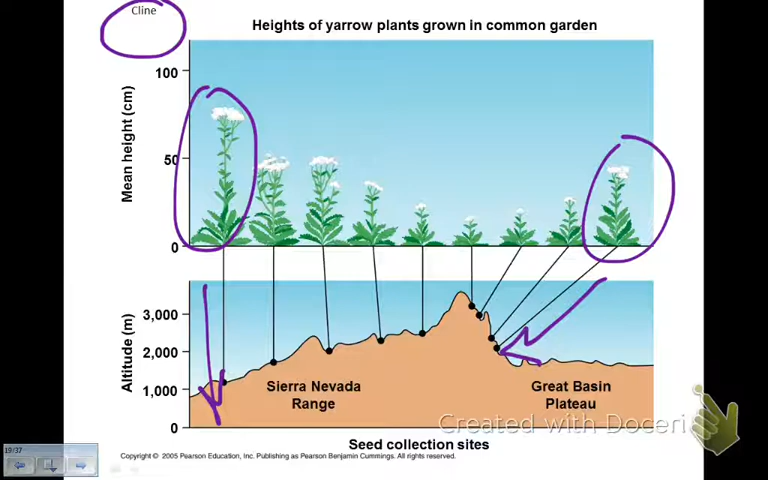 Cline
Heights of yarrow plants grown in common garden
Mean height (cm)
100
50
0
Altitude (m)
3,000
2,000
1,000
0
Sierra Nevada
Range
Great Basin
Plateau
Created with Doceri
Seed collection sites
19/37
Copyright © 2005 Pearson Education, Inc. Publishing as Pearson Benjamin Cummings. All rights reserved.